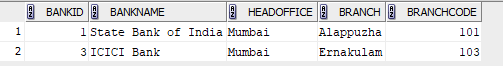 BANKID BANKNAME HEADOFFICE BRANCH BRANCHCODE
1 1 State Bank of India Mumbai Alappuzha 101
2 3 ICICI Bank Mumbai Ernakulam 103